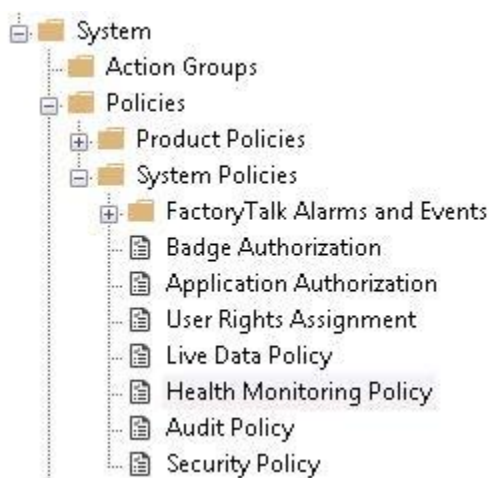 System
Action Groups
Policies
Product Policies
System Policies
FactoryTalk Alarms and Events
Badge Authorization
Application Authorization
User Rights Assignment
Live Data Policy
Health Monitoring Policy
Audit Policy
Security Policy